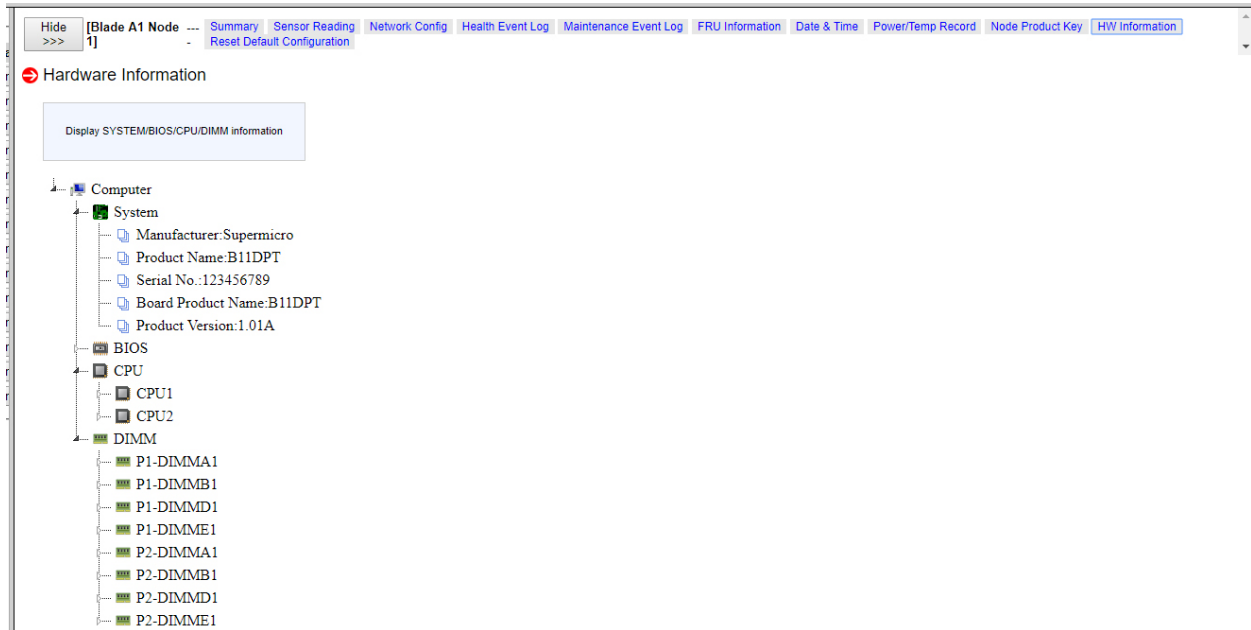 Hide
>>>
[Blade A1 Node
1]
---
-
Summary Sensor Reading Network Config Health Event Log Maintenance Event Log FRU Information Date & Time Power/Temp Record Node Product Key HW Information
Reset Default Configuration
Hardware Information
Display SYSTEM/BIOS/CPU/DIMM information
Computer
System
Manufacturer:Supermicro
Product Name:B11DPT
Serial No.:123456789
Board Product Name:B11DPT
Product Version:1.01A
BIOS
CPU
CPU1
CPU2
DIMM
P1-DIMMA1
P1-DIMMB1
P1-DIMMD1
P1-DIMME1
P2-DIMMA1
P2-DIMMB1
P2-DIMMD1
P2-DIMME1